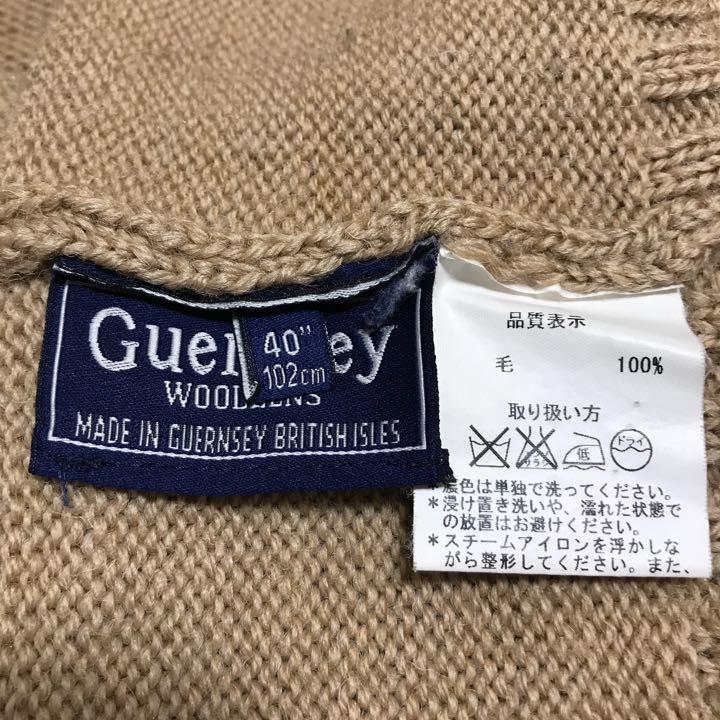 Guernsey
40"
102cm
WOOLLENS
MADE IN GUERNSEY BRITISH ISLES
品質表示
毛 100%
取り扱い方
低
ドライ
濃色は単独で洗ってください。
*浸け置き洗いや、濡れた状態で
の放置はお避けください。
*スチームアイロンを浮かしな
がら整形してください。また、